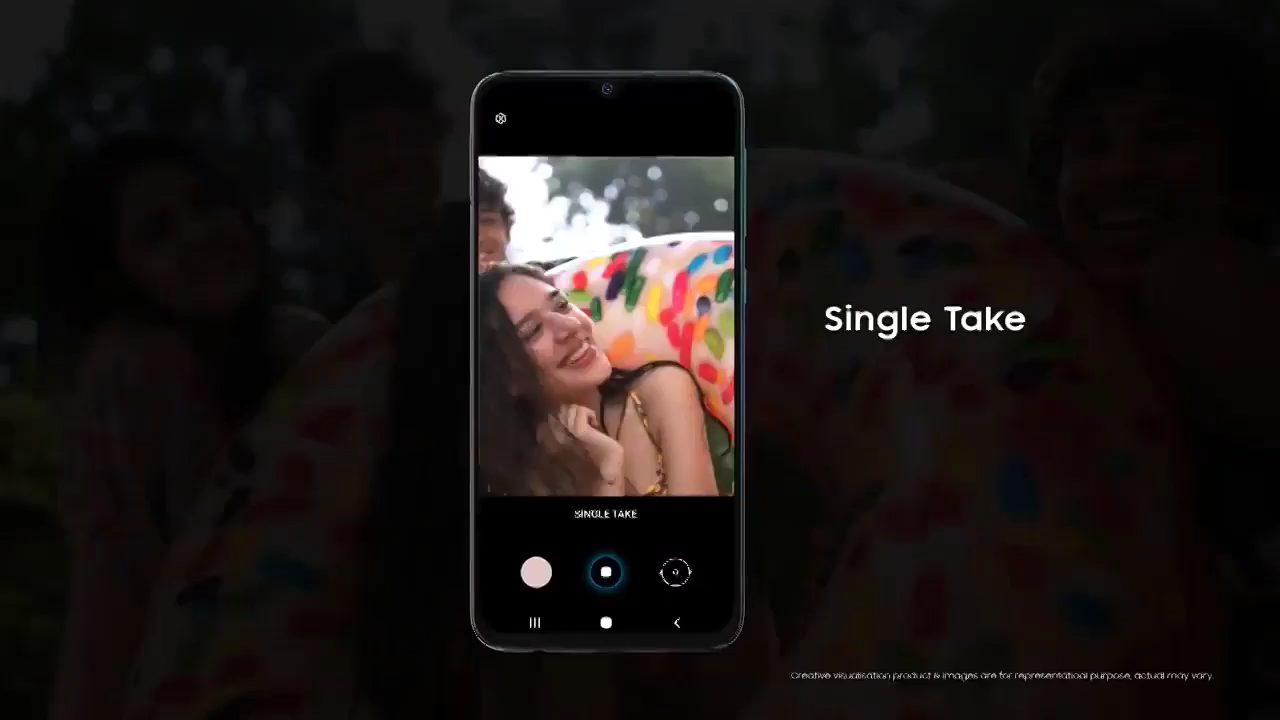 Single Take
SINGLE TAKE
Creative visualisation product & images are for representational purpose, actual may vary.